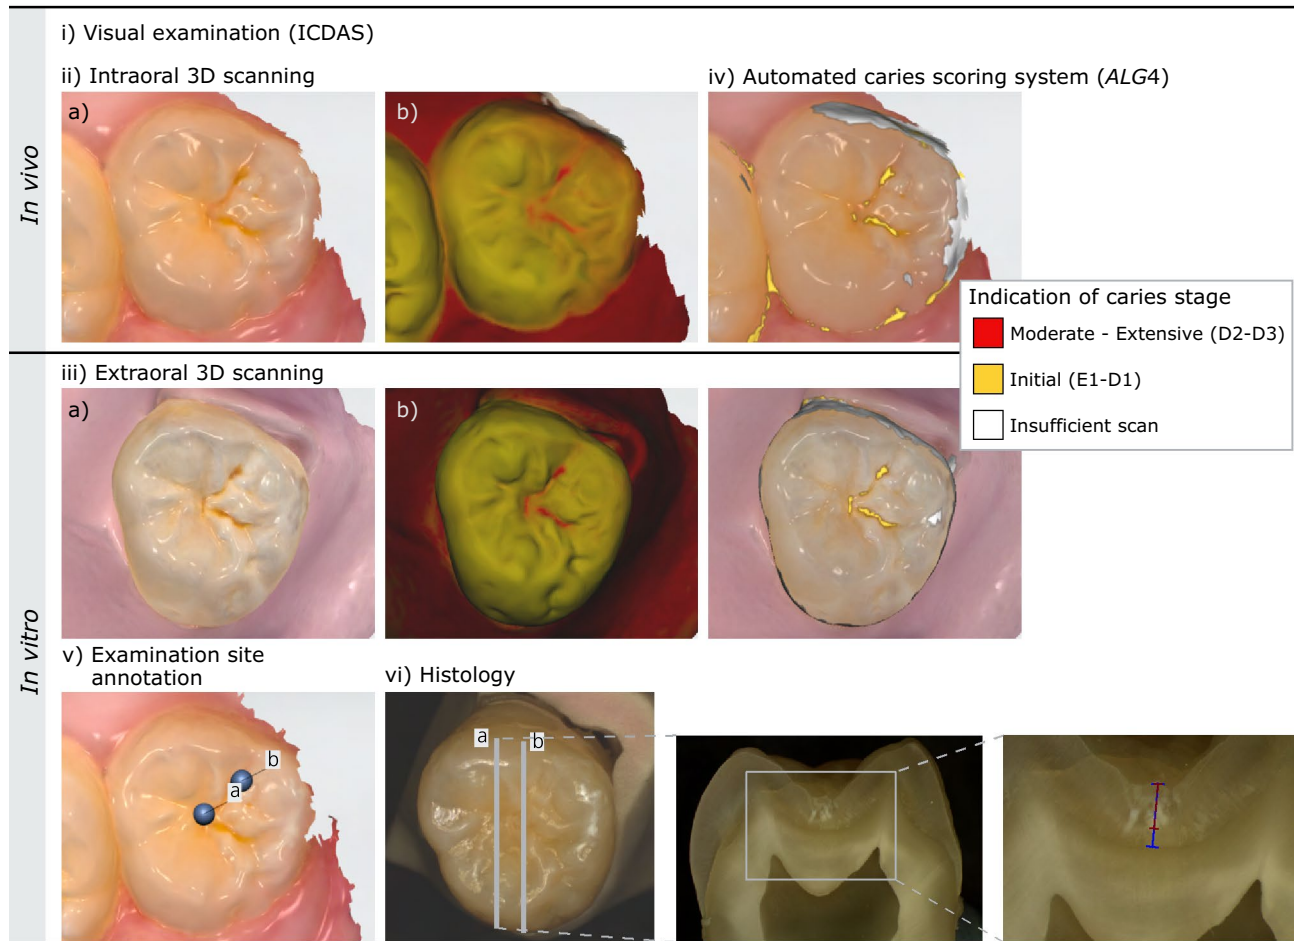 In vivo
i) Visual examination (ICDAS)
ii) Intraoral 3D scanning
iv) Automated caries scoring system (ALG4)
a)
b)
Indication of caries stage
Moderate - Extensive (D2-D3)
Initial (E1-D1)
Insufficient scan
In vitro
iii) Extraoral 3D scanning
a)
b)
v) Examination site
annotation
vi) Histology
b
a
a
b